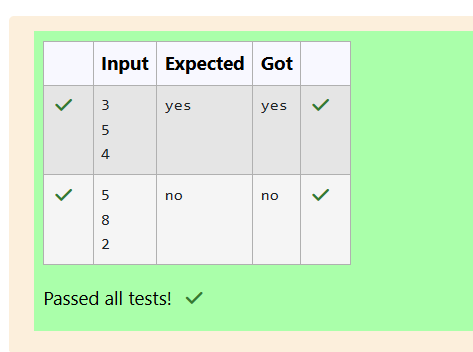 Input Expected Got
3 yes yes
5
4
5 no no
8
2
Passed all tests!